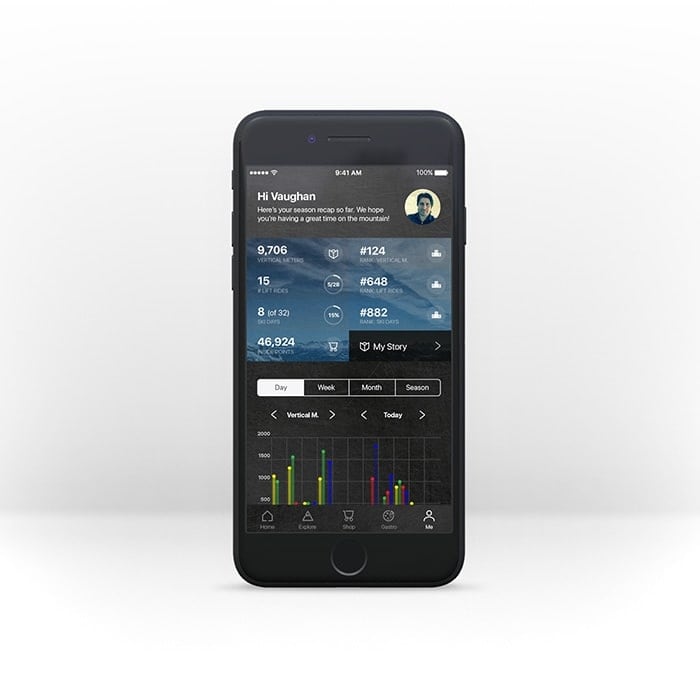 9:41 AM
100%
Hi Vaughan
Here's your season recap so far. We hope
you're having a great time on the mountain!
9,706
VERTICAL METERS
#124
RANK: VERTICAL M.
15
# LIFT RIDES
5/28
#648
RANK: LIFT RIDES
8 (of 32)
SKI DAYS
15%
#882
RANK: SKI DAYS
46,924
INSIDE POINTS
My Story
Day Week Month Season
Vertical M. Today
2000
1500
1000
500
Home Explore Shop Gastro Me